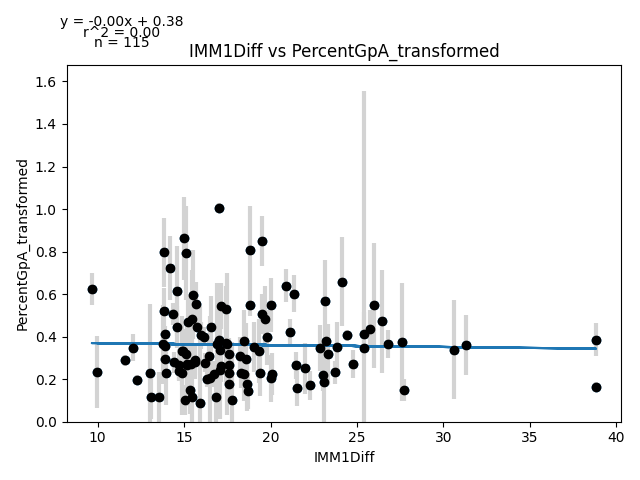 y = -0.00x + 0.38
r^2 = 0.00
n = 115
IMM1Diff vs PercentGpA_transformed
PercentGpA_transformed
1.6
1.4
1.2
1.0
0.8
0.6
0.4
0.2
0.0
10 15 20 25 30 35 40
IMM1Diff